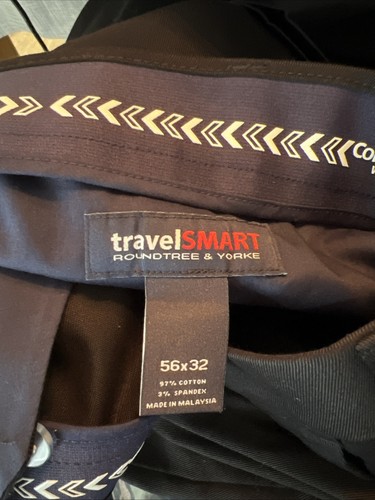 travelSMART
ROUNDTREE & YORKE
56x32
97% COTTON
3% SPANDEX
MADE IN MALAYSIA